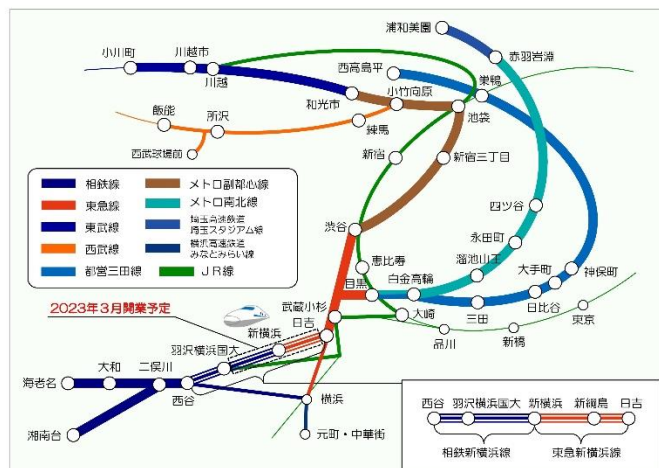 浦和美園
小川町
川越市
川越
西高島平
赤羽岩淵
巣鴨
和光市
小竹向原
池袋
飯能
所沢
練馬
西武球場前
新宿
新宿三丁目
相鉄線
東急線
東武線
西武線
都営三田線
メトロ副都心線
メトロ南北線
埼玉高速鉄道
埼玉スタジアム線
横浜高速鉄道
みなとみらい線
JR線
四ツ谷
永田町
溜池山王
渋谷
恵比寿
目黒
白金高輪
大手町
神保町
日比谷
三田
大崎
品川
新橋
東京
2023年3月開業予定
武蔵小杉
日吉
新横浜
羽沢横浜国大
海老名
大和
二俣川
西谷
横浜
湘南台
元町・中華街
西谷 羽沢横浜国大 新横浜 新綱島 日吉
相鉄新横浜線 東急新横浜線